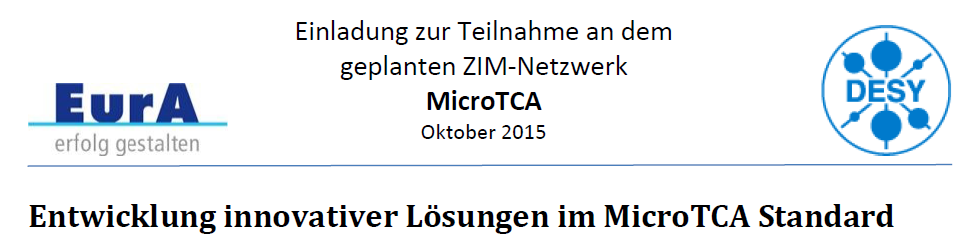 Einladung zur Teilnahme an dem
geplanten ZIM-Netzwerk
MicroTCA
Oktober 2015
EurA
erfolg gestalten
DESY
Entwicklung innovativer Lösungen im MicroTCA Standard